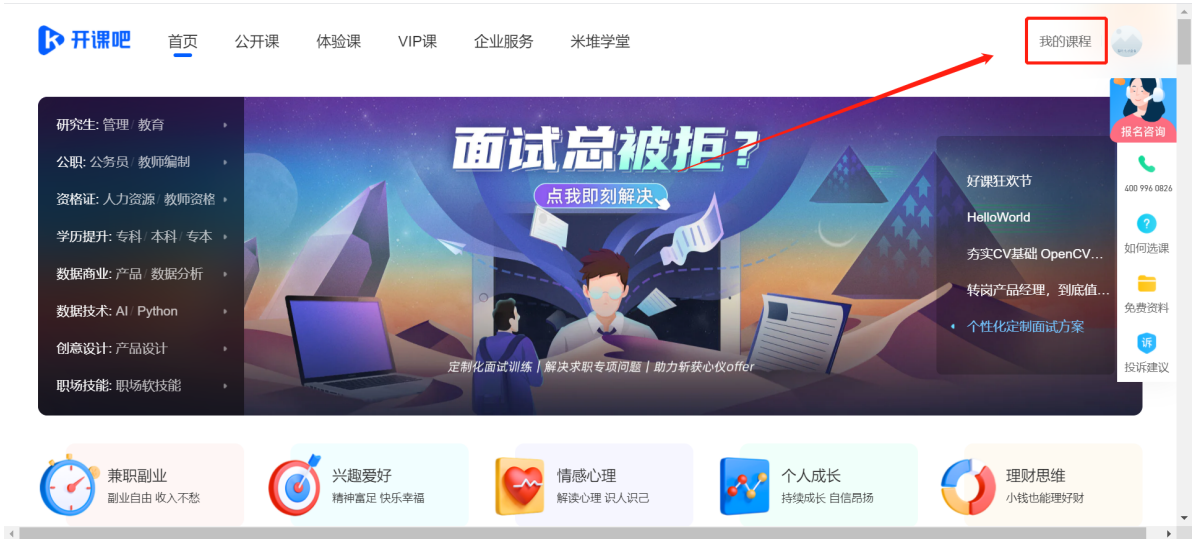 开课吧 首页 公开课 体验课 VIP课 企业服务 米堆学堂 我的课程
研究生: 管理 / 教育
公职: 公务员 / 教师编制
资格证: 人力资源 / 教师资格
学历提升: 专科 / 本科 / 专本
数据商业: 产品 / 数据分析
数据技术: AI / Python
创意设计: 产品设计
职场技能: 职场软技能
面试总被拒?
点我即刻解决
定制化面试训练 | 解决求职专项问题 | 助力斩获心仪offer
好课狂欢节
HelloWorld
夯实CV基础 OpenCV...
转岗产品经理，到底值...
个性化定制面试方案
报名咨询
400 996 0826
?
如何选课
免费资料
诉
投诉建议
兼职副业
副业自由 收入不愁
兴趣爱好
精神富足 快乐幸福
情感心理
解读心理 识人识己
个人成长
持续成长 自信昂扬
理财思维
小钱也能理好财